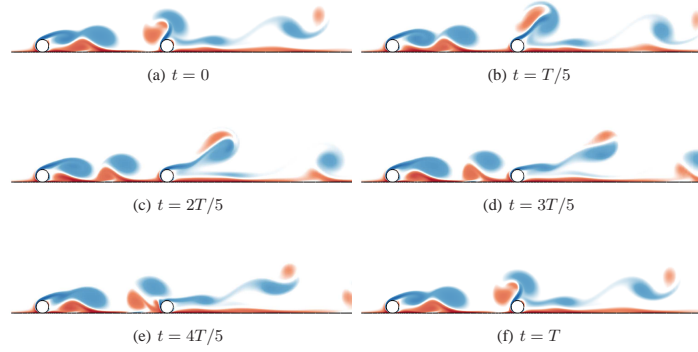 (a) t = 0
(b) t = T/5
(c) t = 2T/5
(d) t = 3T/5
(e) t = 4T/5
(f) t = T